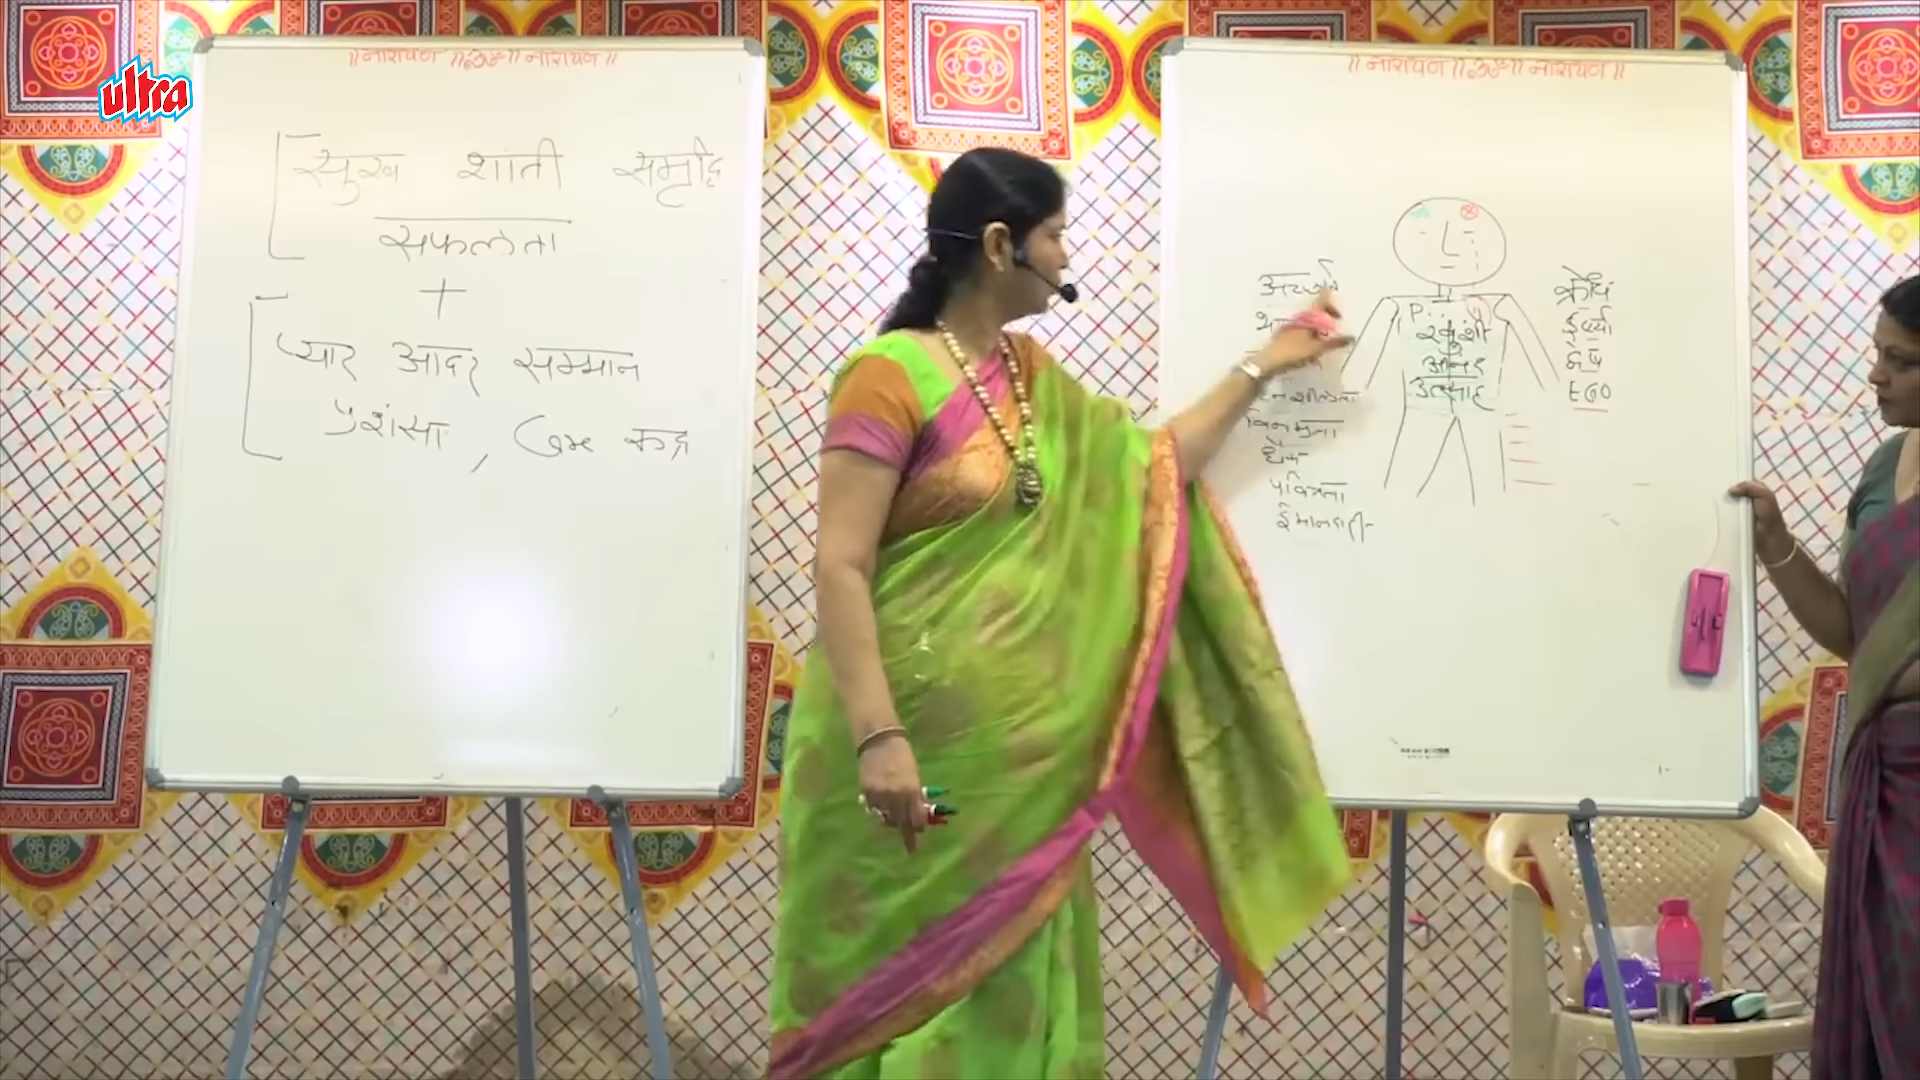 ultra
॥ नारायण ॥ ॐ ॥ नारायण ॥
सुख शांती समृद्धि
सफलता
+
प्यार आदर सम्मान
प्रशंसा,
॥ नारायण ॥ ॐ ॥ नारायण ॥
P
खुशी
आनंद
उत्साह
विनम्रता
धैर्य
पवित्रता
ईमानदारी
क्रोध
ईर्ष्या
EGO